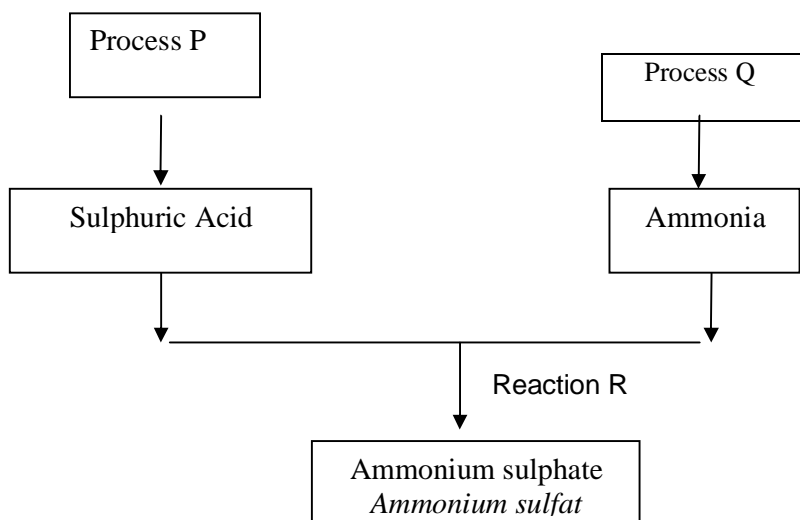 Process P
Process Q
Sulphuric Acid
Ammonia
Reaction R
Ammonium sulphate
Ammonium sulfat